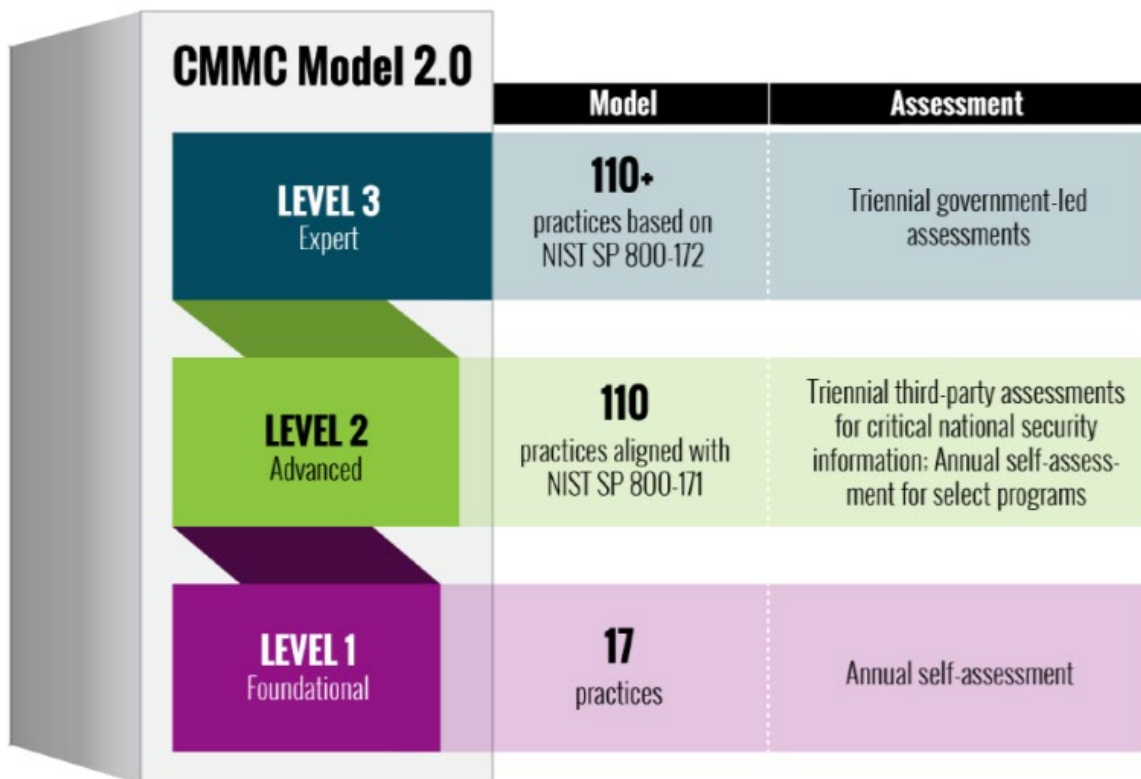 CMMC Model 2.0
Model
Assessment
LEVEL 3
Expert
110+
practices based on
NIST SP 800-172
Triennial government-led
assessments
LEVEL 2
Advanced
110
practices aligned with
NIST SP 800-171
Triennial third-party assessments
for critical national security
information; Annual self-assess-
ment for select programs
LEVEL 1
Foundational
17
practices
Annual self-assessment